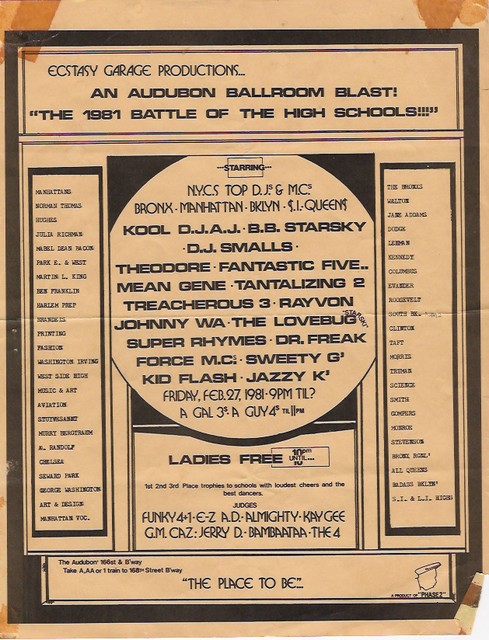 ECSTASY GARAGE PRODUCTIONS...
AN AUDUBON BALLROOM BLAST!
"THE 1981 BATTLE OF THE HIGH SCHOOLS!!!"
--STARRING--
N.Y.C.S TOP D.J.S & M.C.S
BRONX · MANHATTAN · BKLYN · S.I. · QUEENS
KOOL D.J.A.J. · B.B. STARSKY
· D.J. SMALLS ·
THEODORE · FANTASTIC FIVE..
MEAN GENE · TANTALIZING 2
TREACHEROUS 3 · RAYVON
JOHNNY WA · THE LOVEBUG "STARSKI"
SUPER RHYMES · DR. FREAK
FORCE M.C.S · SWEETY G'
KID FLASH · JAZZY K'
FRIDAY, FEB. 27, 1981 · 9PM TIL?
A GAL 3$ A GUY 4$ TIL 11PM
MANHATTANS
NORMAN THOMAS
HUGHES
JULIA RICHMAN
MABEL DEAN BACON
PARK E. & WEST
MARTIN L. KING
BEN FRANKLIN
HARLEM PREP
BRANDEIS
PRINTING
FASHION
WASHINGTON IRVING
WEST SIDE HIGH
MUSIC & ART
AVIATION
STUYVESANT
MURRY BERGTRAUM
A. RANDOLF
CHELSEA
SEWARD PARK
GEORGE WASHINGTON
ART & DESIGN
MANHATTAN VOC.
THE BRONXS
WALTON
JANE ADDAMS
DODGE
LEHMAN
KENNEDY
COLUMBUS
EVANDER
ROOSEVELT
SOUTH
CLINTON
TAFT
MORRIS
TRUMAN
SCIENCE
SMITH
GOMPERS
MONROE
STEVENSON
BRONX REGL'
ALL QUEENS
BADASS BKLYN'
S.I. & L.I. HIGHS
LADIES FREE 10pm
UNTIL...
10
1st 2nd 3rd Place trophies to schools with loudest cheers and the
best dancers.
JUDGES
FUNKY 4+1 · E-Z A.D. · ALMIGHTY · KAY GEE
G.M. CAZ · JERRY D. · BAMBAATAA · THE 4
The Audubon' 166st & B'way
Take A,AA or 1 train to 168TH Street B'way
"THE PLACE TO BE"...
A PRODUCT OF "PHASE 2"